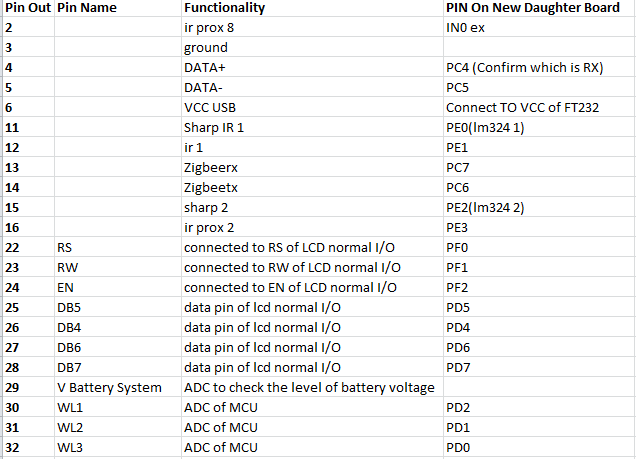 Pin Out Pin Name Functionality PIN On New Daughter Board
2 ir prox 8 IN0 ex
3 ground
4 DATA+ PC4 (Confirm which is RX)
5 DATA- PC5
6 VCC USB Connect TO VCC of FT232
11 Sharp IR 1 PE0(lm324 1)
12 ir 1 PE1
13 Zigbeerx PC7
14 Zigbeetx PC6
15 sharp 2 PE2(lm324 2)
16 ir prox 2 PE3
22 RS connected to RS of LCD normal I/O PF0
23 RW connected to RW of LCD normal I/O PF1
24 EN connected to EN of LCD normal I/O PF2
25 DB5 data pin of lcd normal I/O PD5
26 DB4 data pin of lcd normal I/O PD4
27 DB6 data pin of lcd normal I/O PD6
28 DB7 data pin of lcd normal I/O PD7
29 V Battery System ADC to check the level of battery voltage
30 WL1 ADC of MCU PD2
31 WL2 ADC of MCU PD1
32 WL3 ADC of MCU PD0